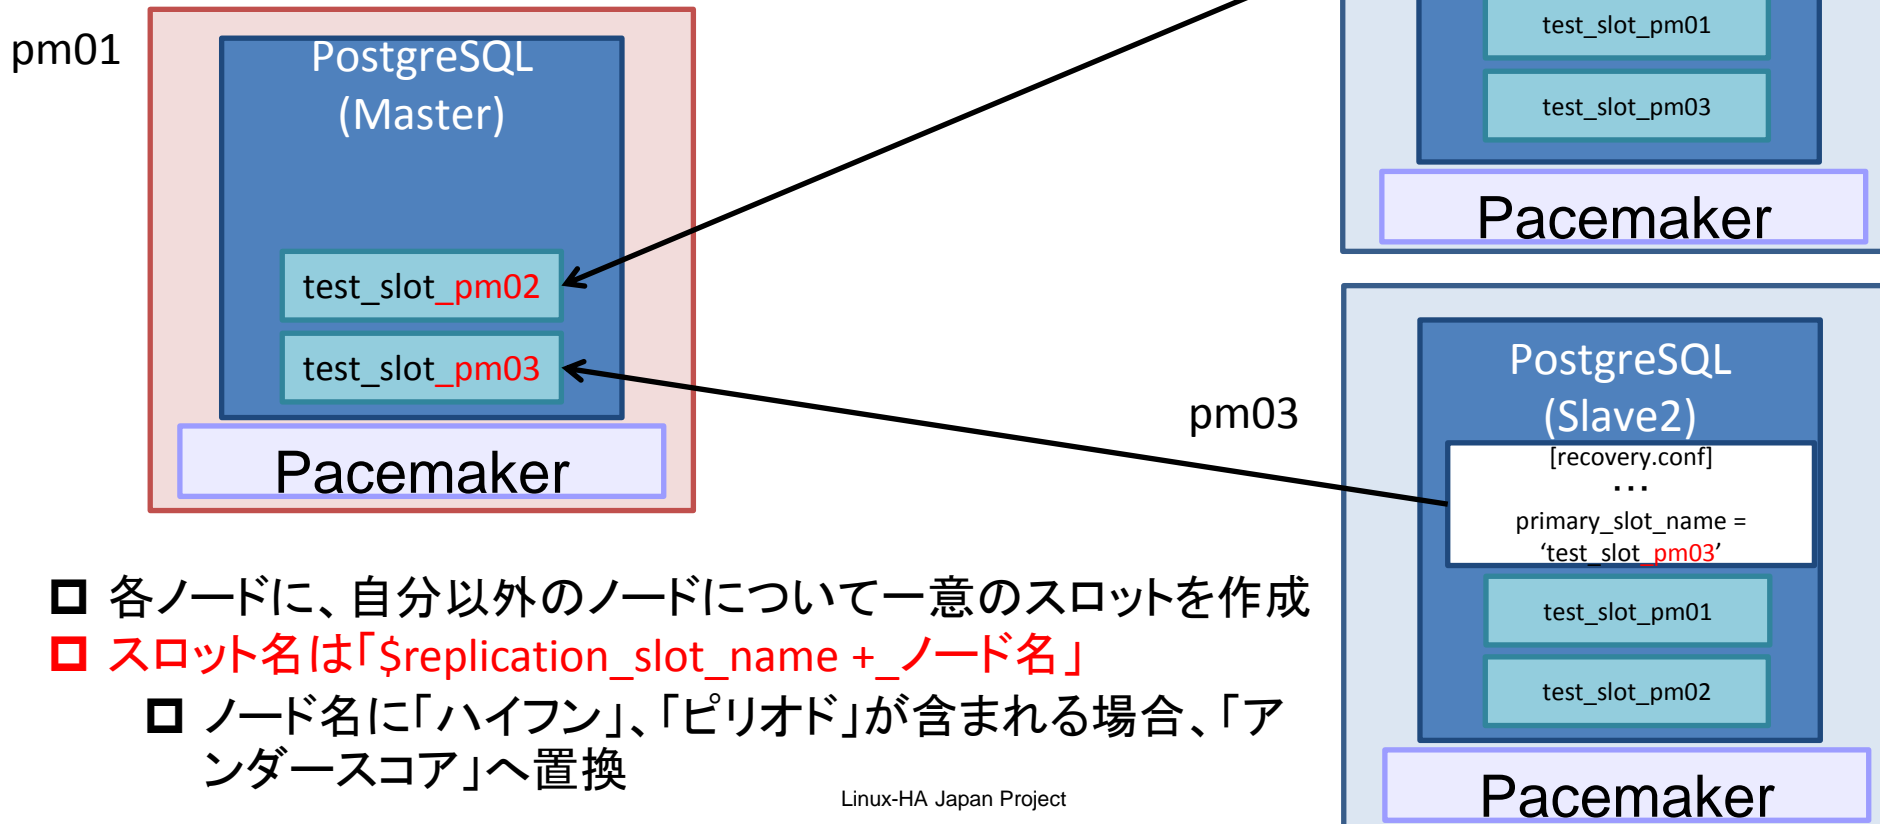 pm01
PostgreSQL
(Master)
test_slot_pm02
test_slot_pm03
Pacemaker
test_slot_pm01
test_slot_pm03
Pacemaker
pm03
PostgreSQL
(Slave2)
[recovery.conf]
・・・
primary_slot_name =
‘test_slot_pm03’
test_slot_pm01
test_slot_pm02
Pacemaker
各ノードに、自分以外のノードについて一意のスロットを作成
スロット名は「$replication_slot_name +_ノード名」
ノード名に「ハイフン」、「ピリオド」が含まれる場合、「ア
ンダースコア」へ置換
Linux-HA Japan Project